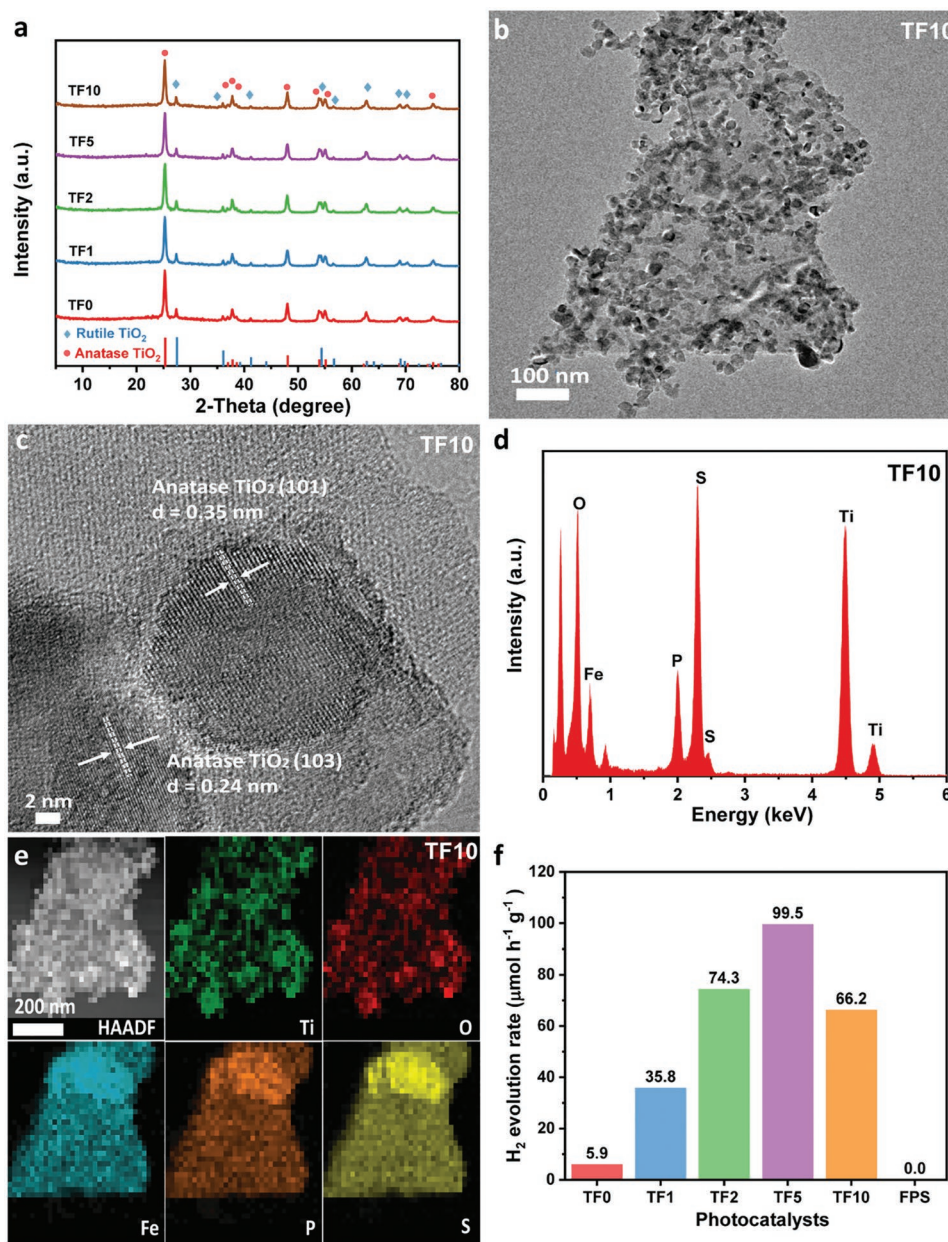 a
TF10
TF5
TF2
TF1
TF0
Rutile TiO₂
Anatase TiO₂
Intensity (a.u.)
10 20 30 40 50 60 70 80
2-Theta (degree)
b
TF10
100 nm
c
TF10
Anatase TiO₂ (101)
d = 0.35 nm
Anatase TiO₂ (103)
d = 0.24 nm
2 nm
d
TF10
O
Fe
P
S
S
Ti
Ti
Intensity (a.u.)
0 1 2 3 4 5 6
Energy (keV)
e
TF10
200 nm
HAADF
Ti
O
Fe
P
S
f
H₂ evolution rate (μmol h⁻¹ g⁻¹)
120
100
80
60
40
20
0
5.9
35.8
74.3
99.5
66.2
0.0
TF0 TF1 TF2 TF5 TF10 FPS
Photocatalysts